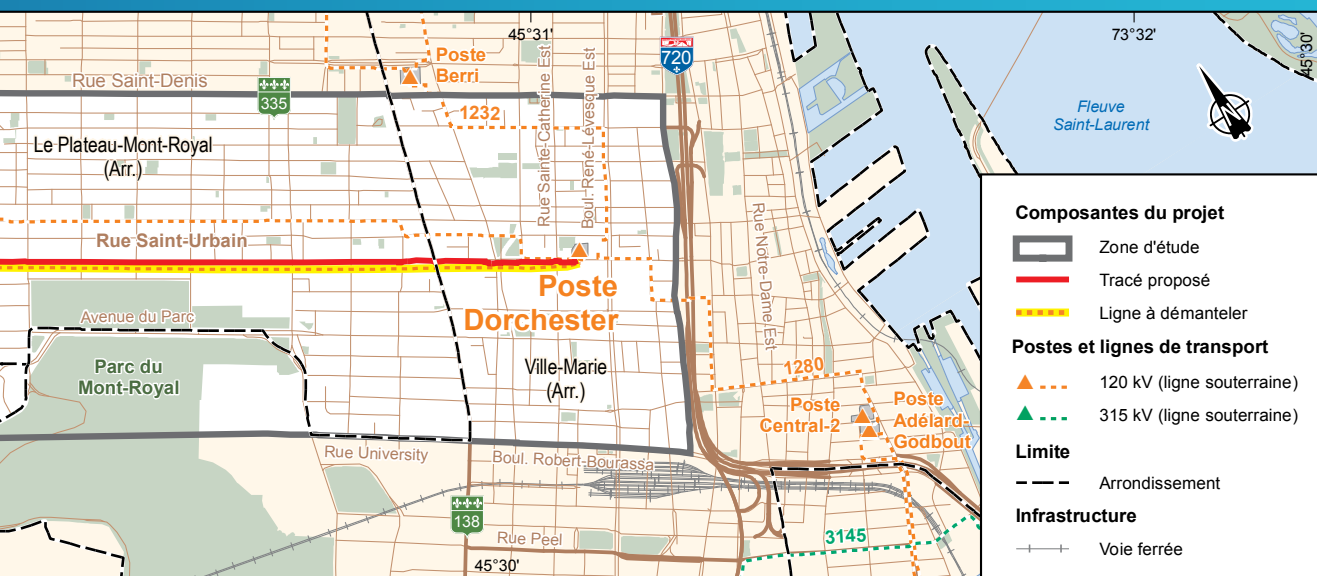 45°31'
73°32'
45°30'
Poste
Berri
Rue Saint-Denis
335
720
1232
Rue Sainte-Catherine Est
Boul. René-Lévesque Est
Fleuve
Saint-Laurent
Le Plateau-Mont-Royal
(Arr.)
Rue Saint-Urbain
Rue Notre-Dame Est
Poste
Dorchester
Avenue du Parc
Parc du
Mont-Royal
Ville-Marie
(Arr.)
1280
Poste
Central-2
Poste
Adélard-
Godbout
Rue University
Boul. Robert-Bourassa
138
Rue Peel
3145
45°30'
Composantes du projet
Zone d'étude
Tracé proposé
Ligne à démanteler
Postes et lignes de transport
120 kV (ligne souterraine)
315 kV (ligne souterraine)
Limite
Arrondissement
Infrastructure
Voie ferrée